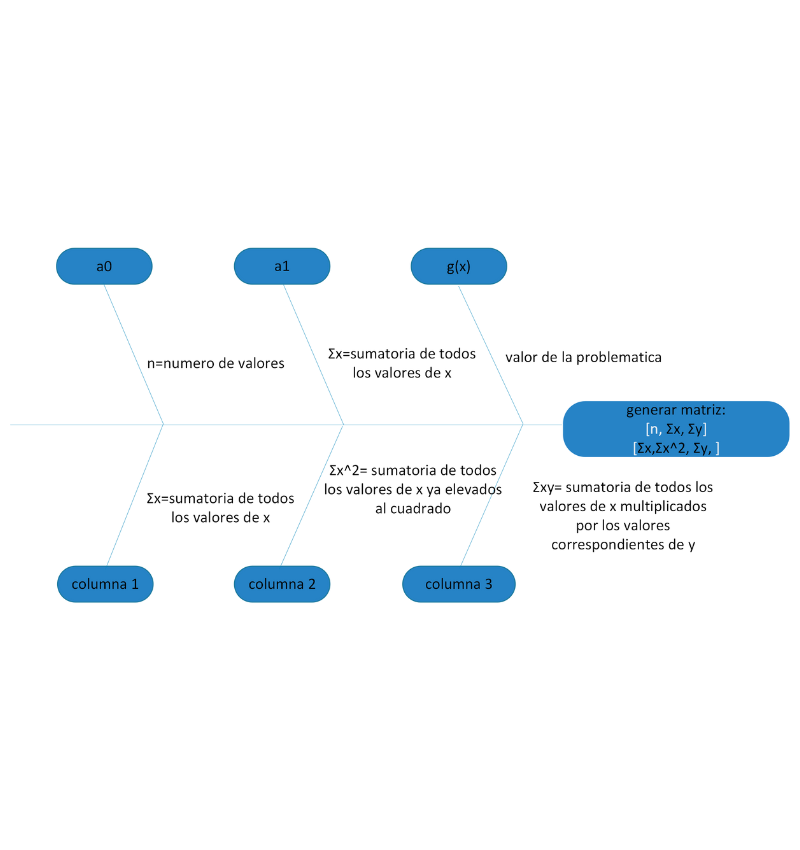 a0
a1
g(x)
n=numero de valores
Σx=sumatoria de todos
los valores de x
valor de la problematica
generar matriz:
[n, Σx, Σy]
[Σx,Σx^2, Σy, ]
Σx=sumatoria de todos
los valores de x
Σx^2= sumatoria de todos
los valores de x ya elevados
al cuadrado
Σxy= sumatoria de todos los
valores de x multiplicados
por los valores
correspondientes de y
columna 1
columna 2
columna 3